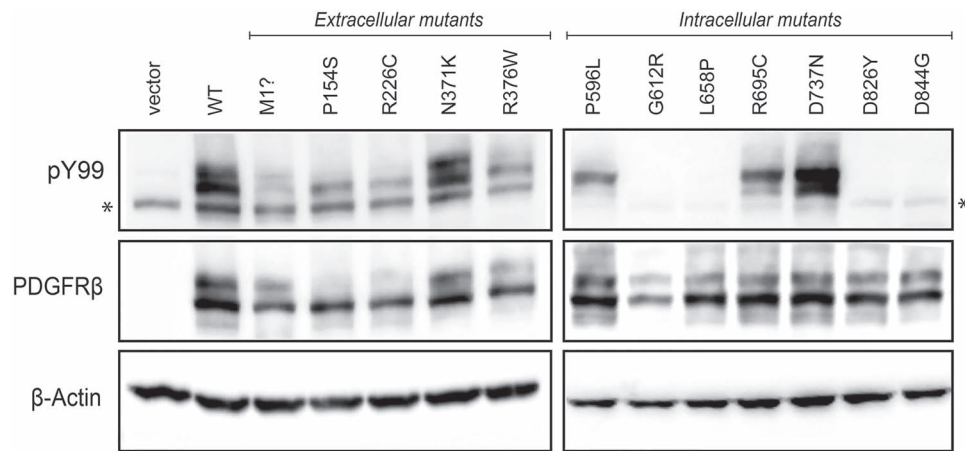 Extracellular mutants
Intracellular mutants
vector
WT
M1?
P154S
R226C
N371K
R376W
P596L
G612R
L658P
R695C
D737N
D826Y
D844G
pY99
*
*
PDGFRβ
β-Actin